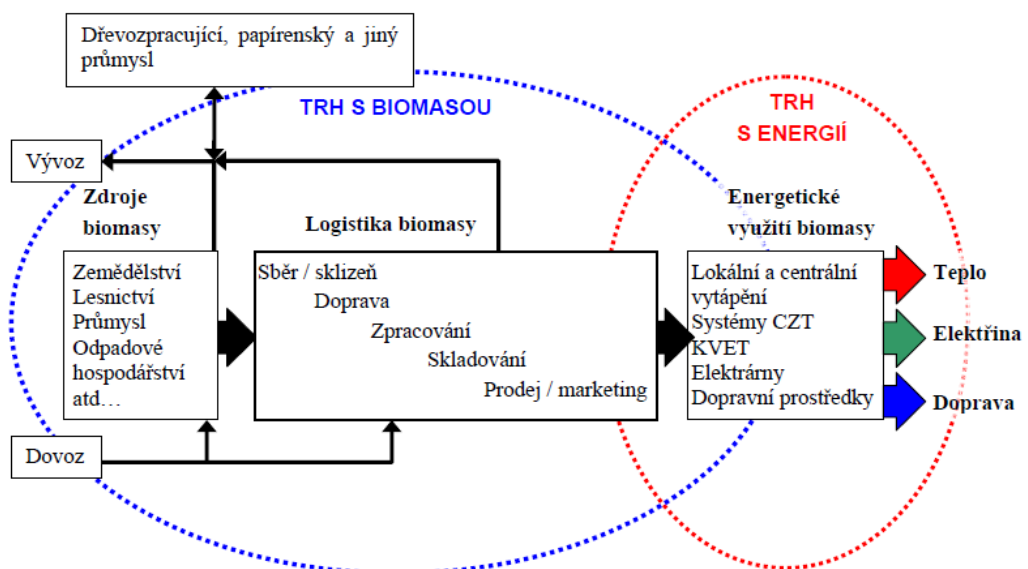 Dřevozpracující, papírenský a jiný
průmysl
TRH S BIOMASOU
TRH
S ENERGIÍ
Vývoz
Zdroje
biomasy
Logistika biomasy
Energetické
využití biomasy
Zemědělství
Lesnictví
Průmysl
Odpadové
hospodářství
atd…
Sběr / sklizeň
Doprava
Zpracování
Skladování
Prodej / marketing
Lokální a centrální
vytápění
Systémy CZT
KVET
Elektrárny
Dopravní prostředky
Teplo
Elektřina
Doprava
Dovoz